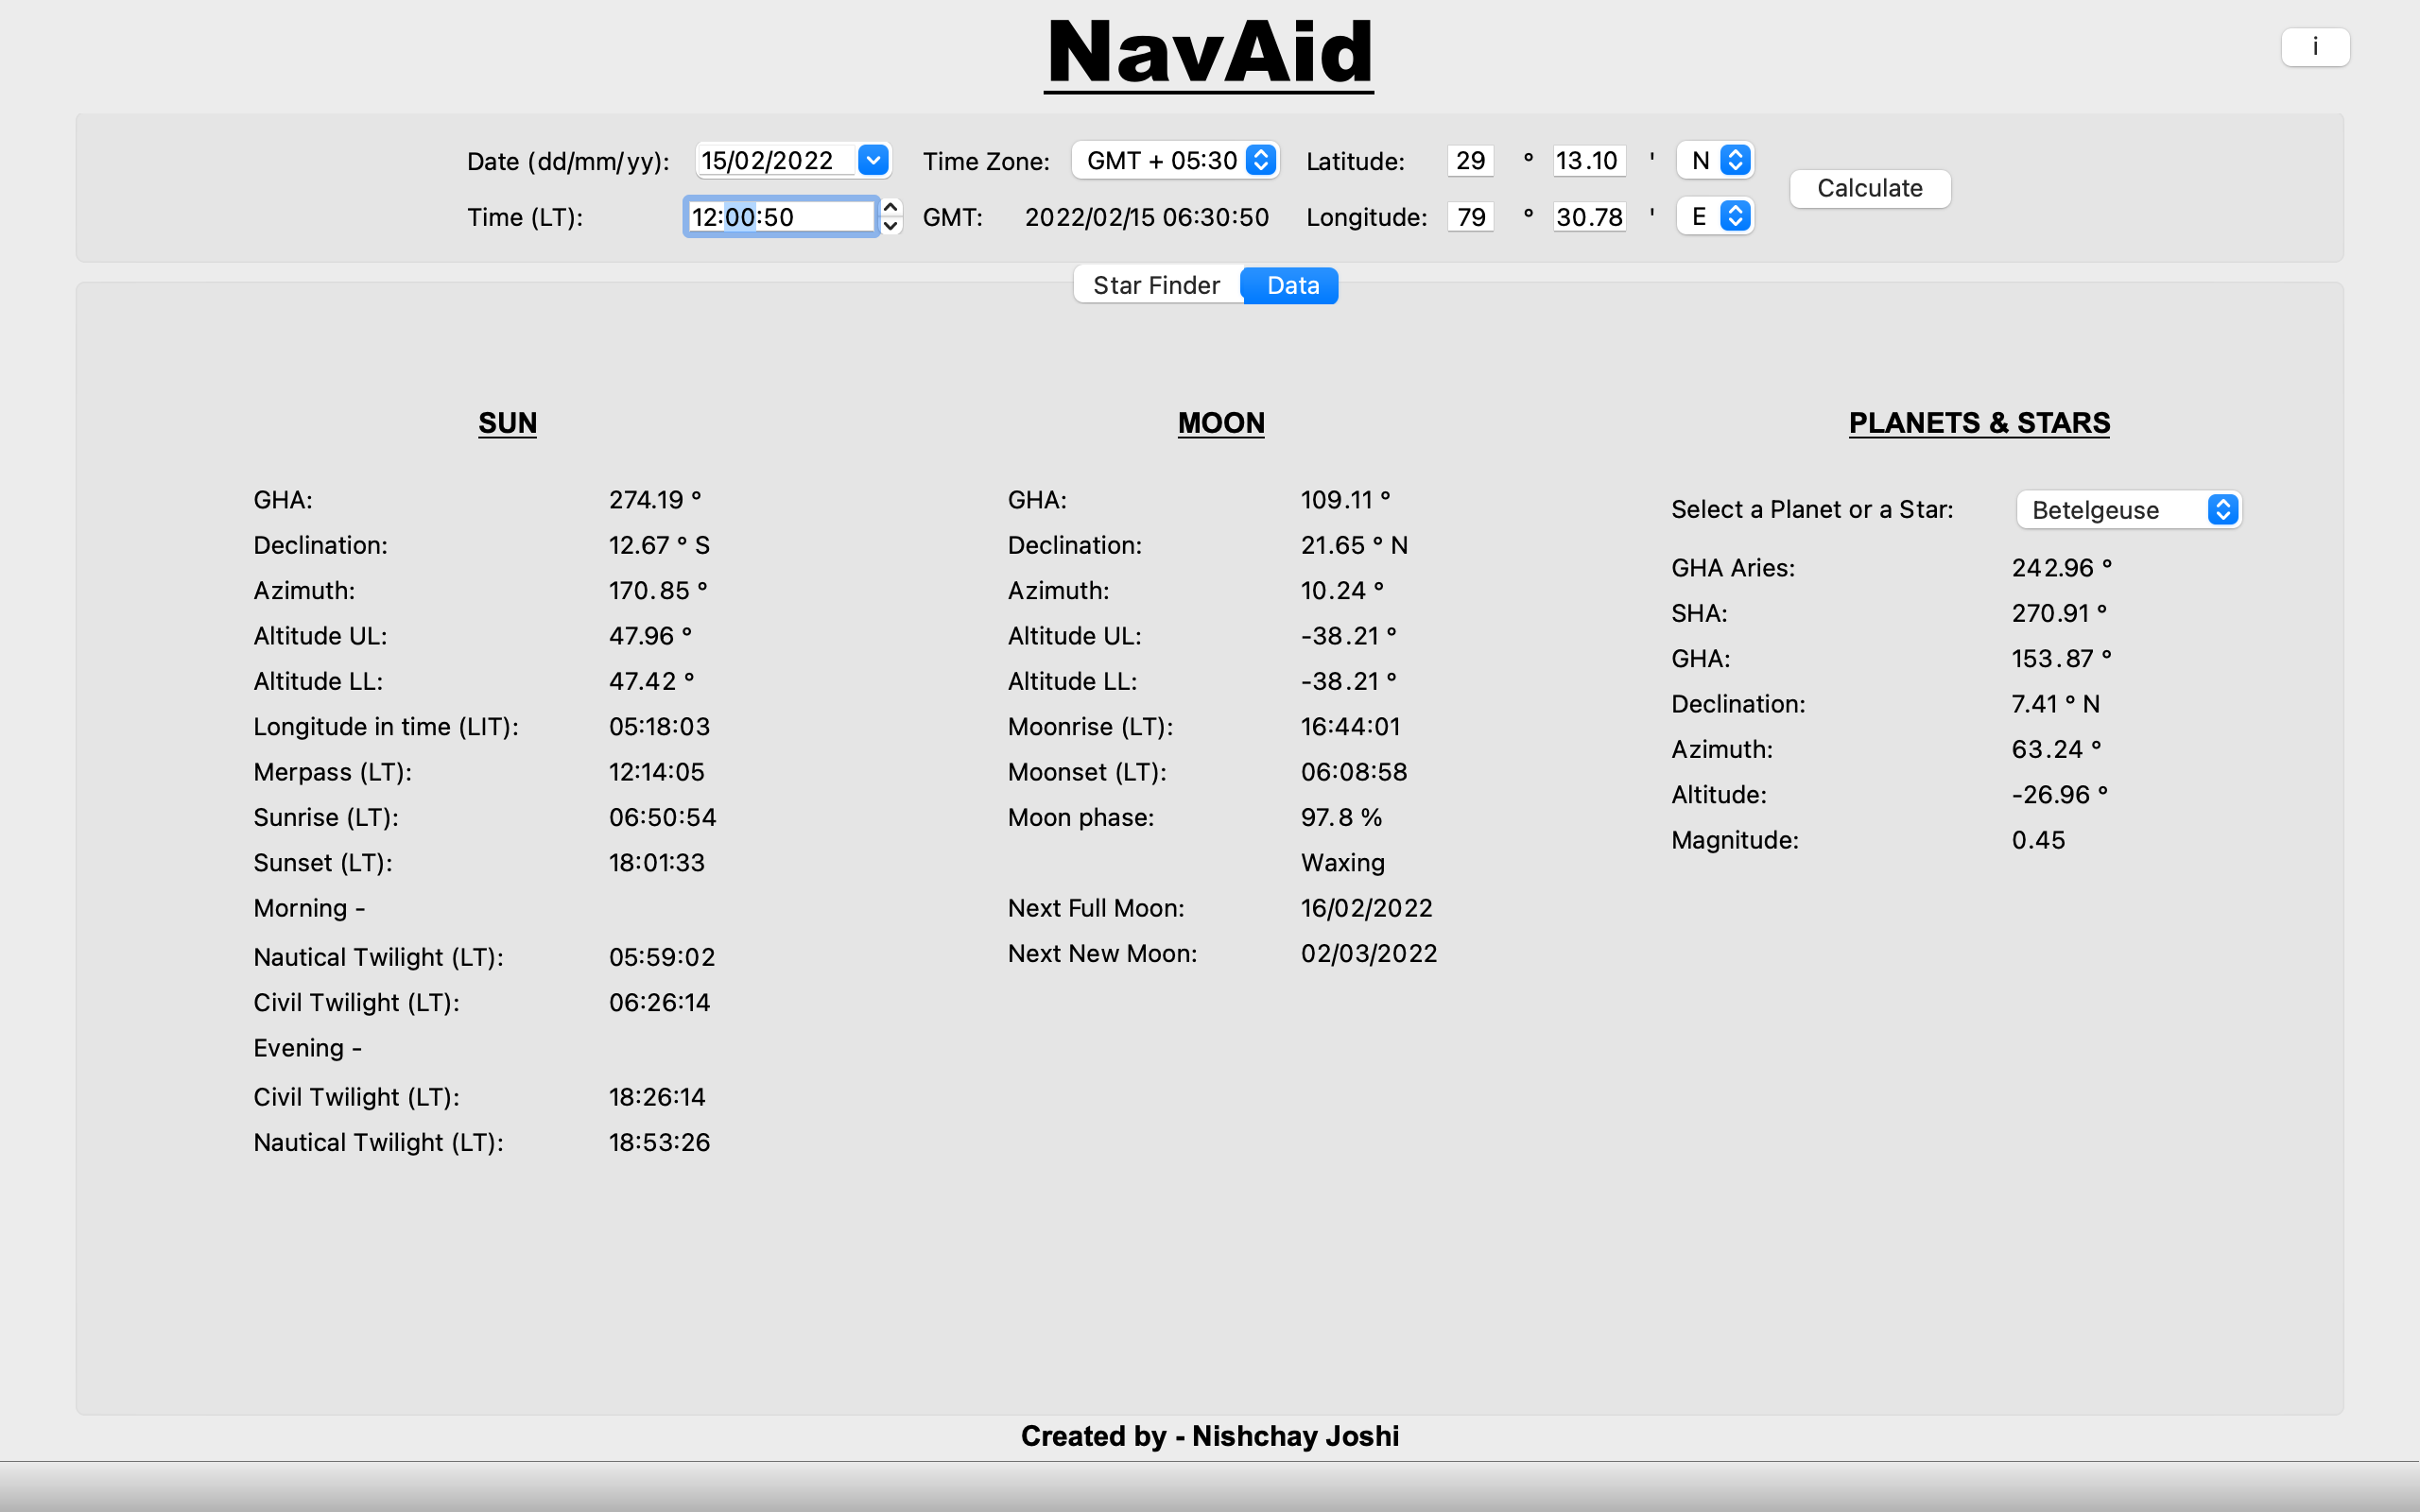 NavAid
i
Date (dd/mm/yy): 15/02/2022 Time Zone: GMT + 05:30 Latitude: 29 ° 13.10 ' N
Calculate
Time (LT): 12:00:50 GMT: 2022/02/15 06:30:50 Longitude: 79 ° 30.78 ' E
Star Finder Data
SUN
GHA: 274.19 °
Declination: 12.67 ° S
Azimuth: 170.85 °
Altitude UL: 47.96 °
Altitude LL: 47.42 °
Longitude in time (LIT): 05:18:03
Merpass (LT): 12:14:05
Sunrise (LT): 06:50:54
Sunset (LT): 18:01:33
Morning -
Nautical Twilight (LT): 05:59:02
Civil Twilight (LT): 06:26:14
Evening -
Civil Twilight (LT): 18:26:14
Nautical Twilight (LT): 18:53:26
MOON
GHA: 109.11 °
Declination: 21.65 ° N
Azimuth: 10.24 °
Altitude UL: -38.21 °
Altitude LL: -38.21 °
Moonrise (LT): 16:44:01
Moonset (LT): 06:08:58
Moon phase: 97.8 %
Waxing
Next Full Moon: 16/02/2022
Next New Moon: 02/03/2022
PLANETS & STARS
Select a Planet or a Star: Betelgeuse
GHA Aries: 242.96 °
SHA: 270.91 °
GHA: 153.87 °
Declination: 7.41 ° N
Azimuth: 63.24 °
Altitude: -26.96 °
Magnitude: 0.45
Created by - Nishchay Joshi